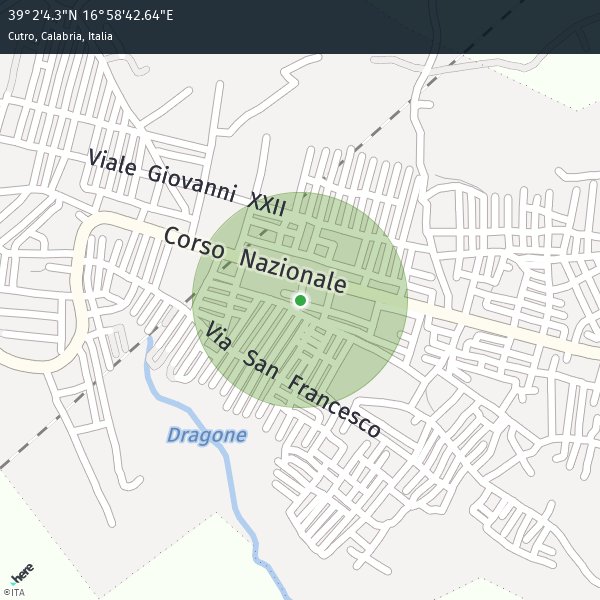 39°2'4.3"N 16°58'42.64"E
Cutro, Calabria, Italia
Viale Giovanni XXII
Corso Nazionale
Via San Francesco
Dragone
here
©ITA